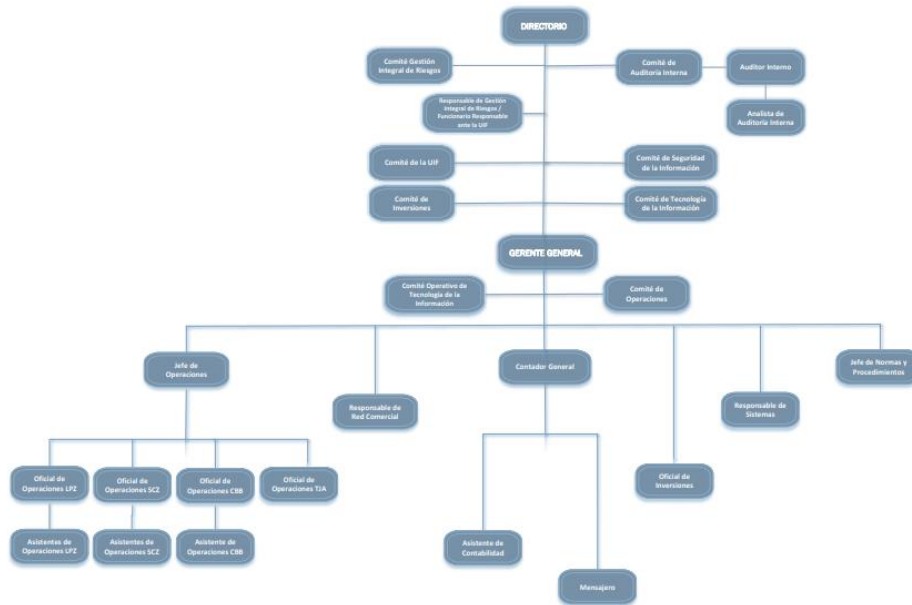 DIRECTORIO
Comité Gestión
Integral de Riesgos
Comité de
Auditoría Interna
Auditor Interno
Responsable de Gestión
Integral de Riesgos /
Funcionario Responsable
ante la UIF
Analista de
Auditoría Interna
Comité de la UIF
Comité de Seguridad
de la Información
Comité de
Inversiones
Comité de Tecnología
de la Información
GERENTE GENERAL
Comité Operativo de
Tecnología de la
Información
Comité de
Operaciones
Jefe de
Operaciones
Contador General
Jefe de Normas y
Procedimientos
Responsable de
Red Comercial
Responsable de
Sistemas
Oficial de
Operaciones LPZ
Oficial de
Operaciones SCZ
Oficial de
Operaciones CBB
Oficial de
Operaciones TJA
Oficial de
Inversiones
Asistentes de
Operaciones LPZ
Asistentes de
Operaciones SCZ
Asistente de
Operaciones CBB
Asistente de
Contabilidad
Mensajero